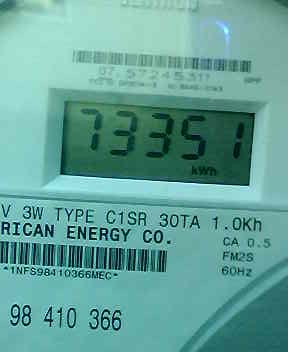 73351
kWh
V 3W TYPE C1SR 30TA 1.0Kh
RICAN ENERGY CO.
CA 0.5
FM2S
60Hz
*1NFS98410366MEC*
98 410 366